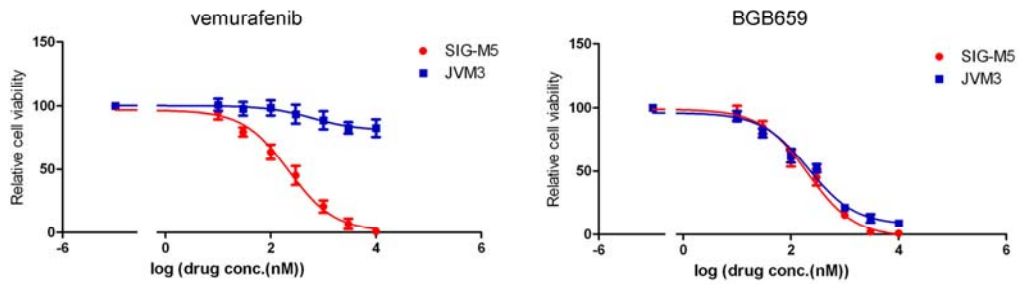 vemurafenib
150
100
50
0
-6
0
2
4
6
Relative cell viability
log (drug conc.(nM))
SIG-M5
JVM3
BGB659
150
100
50
0
-6
0
2
4
6
Relative cell viability
log (drug conc.(nM))
SIG-M5
JVM3